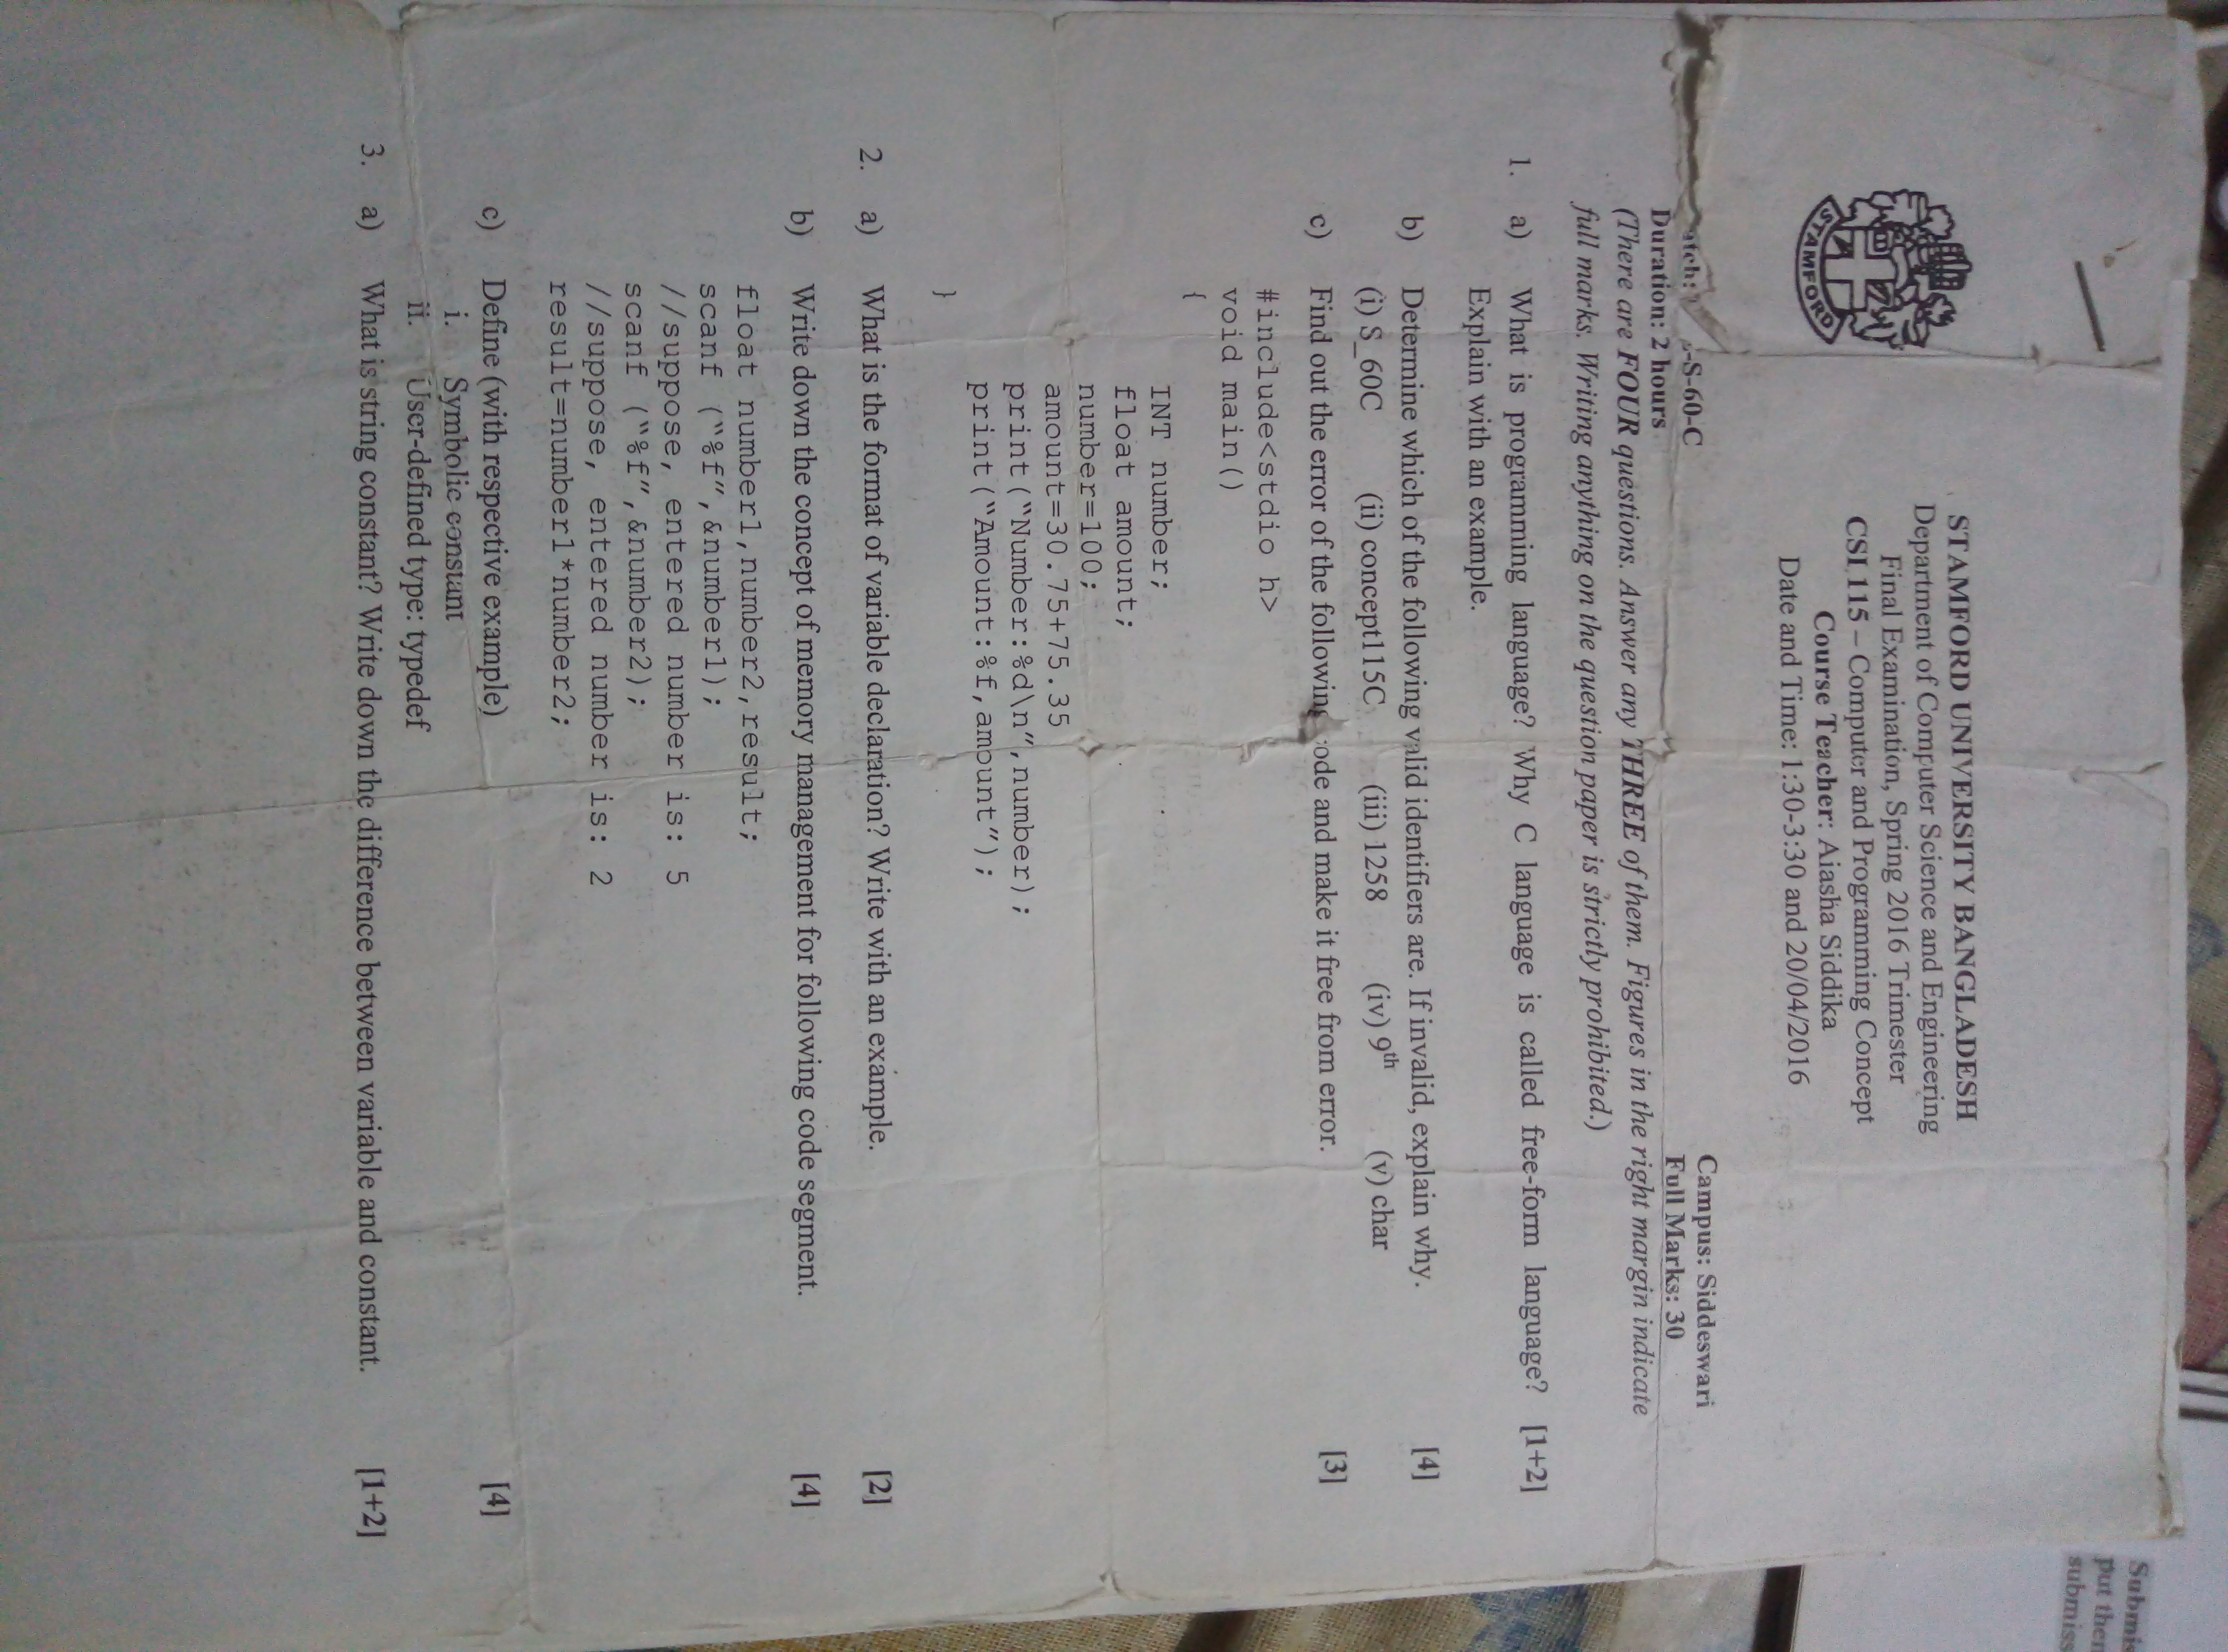 STAMFORD
STAMFORD UNIVERSITY BANGLADESH
Department of Computer Science and Engineering
Final Examination, Spring 2016 Trimester
CSI 115 – Computer and Programming Concept
Course Teacher: Aiasha Siddika
Date and Time: 1:30-3:30 and 20/04/2016
-S-60-C Campus: Siddeswari
Duration: 2 hours Full Marks: 30
(There are FOUR questions. Answer any THREE of them. Figures in the right margin indicate
full marks. Writing anything on the question paper is strictly prohibited.)
1. a) What is programming language? Why C language is called free-form language? [1+2]
Explain with an example.
b) Determine which of the following valid identifiers are. If invalid, explain why. [4]
(i) S_60C (ii) concept115C (iii) 1258 (iv) 9th (v) char
c) Find out the error of the following code and make it free from error. [3]
#include<stdio h>
void main()
{
INT number;
float amount;
number=100;
amount=30.75+75.35
print("Number:%d\n",number);
print("Amount:%f,amount");
}
2. a) What is the format of variable declaration? Write with an example. [2]
b) Write down the concept of memory management for following code segment. [4]
float number1,number2,result;
scanf ("%f",&number1);
//suppose, entered number is: 5
scanf ("%f",&number2);
//suppose, entered number is: 2
result=number1*number2;
c) Define (with respective example) [4]
i. Symbolic constant
ii. User-defined type: typedef
3. a) What is string constant? Write down the difference between variable and constant. [1+2]